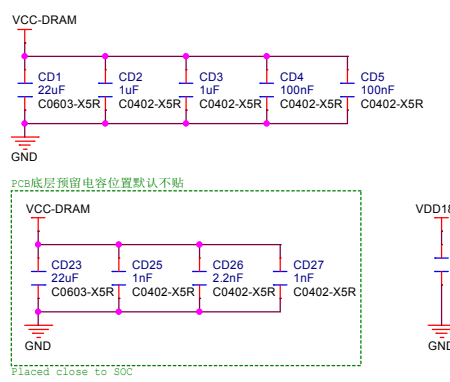 VCC-DRAM
CD1 CD2 CD3 CD4 CD5
22uF 1uF 1uF 100nF 100nF
C0603-X5R C0402-X5R C0402-X5R C0402-X5R C0402-X5R
GND
PCB底层预留电容位置默认不贴
VCC-DRAM VDD18
CD23 CD25 CD26 CD27
22uF 1nF 2.2nF 1nF
C0603-X5R C0402-X5R C0402-X5R C0402-X5R
GND GND
Placed close to SOC